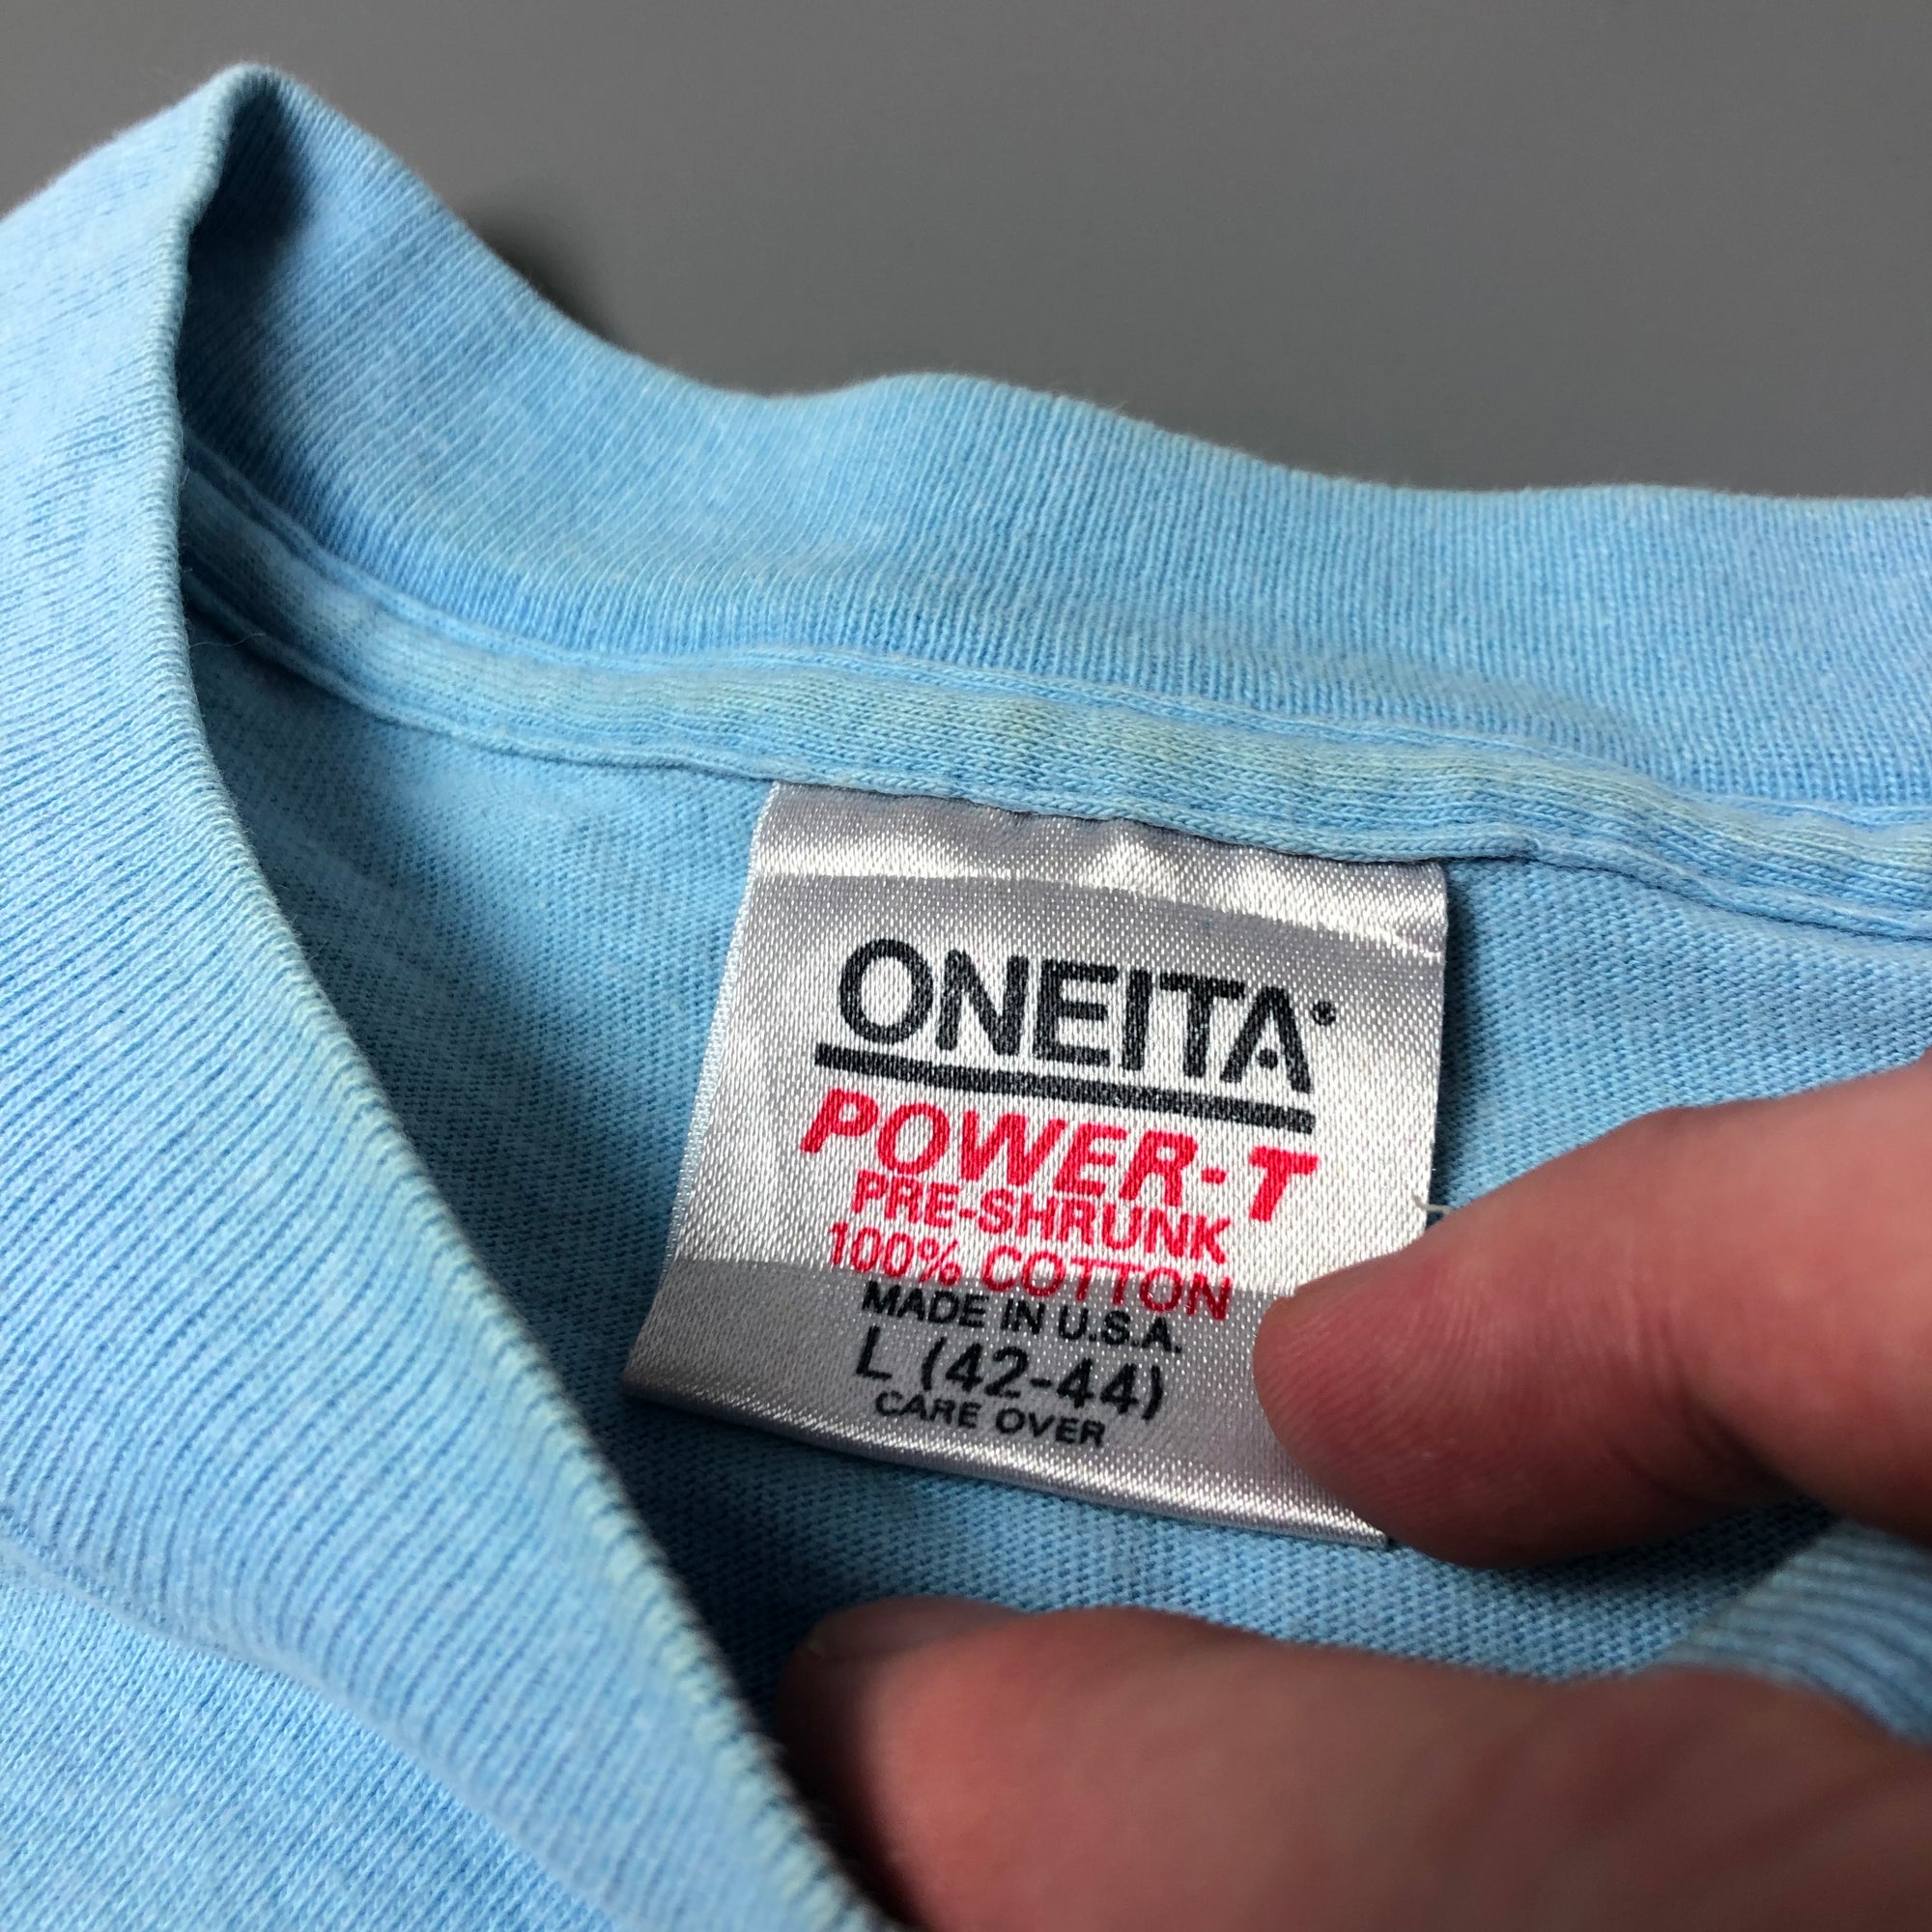 ONEITA
POWER-T
PRE-SHRUNK
100% COTTON
MADE IN U.S.A.
L (42-44)
CARE OVER